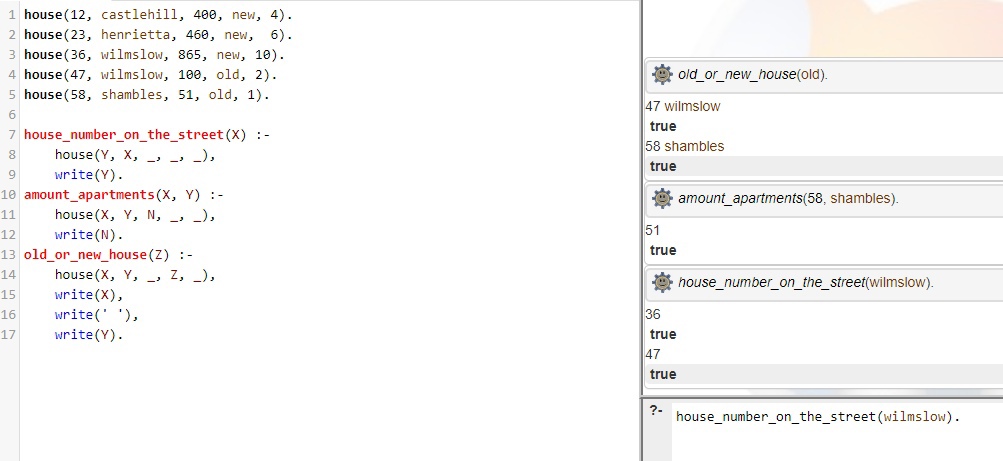 1 house(12, castlehill, 400, new, 4).
2 house(23, henrietta, 460, new,  6).
3 house(36, wilmslow, 865, new, 10).
4 house(47, wilmslow, 100, old, 2).
5 house(58, shambles, 51, old, 1).
6
7 house_number_on_the_street(X) :-
8     house(Y, X, _, _, _),
9     write(Y).
10 amount_apartments(X, Y) :-
11     house(X, Y, N, _, _),
12     write(N).
13 old_or_new_house(Z) :-
14     house(X, Y, _, Z, _),
15     write(X),
16     write(' '),
17     write(Y).
old_or_new_house(old).
47 wilmslow
true
58 shambles
true
amount_apartments(58, shambles).
51
true
house_number_on_the_street(wilmslow).
36
true
47
true
?- house_number_on_the_street(wilmslow).